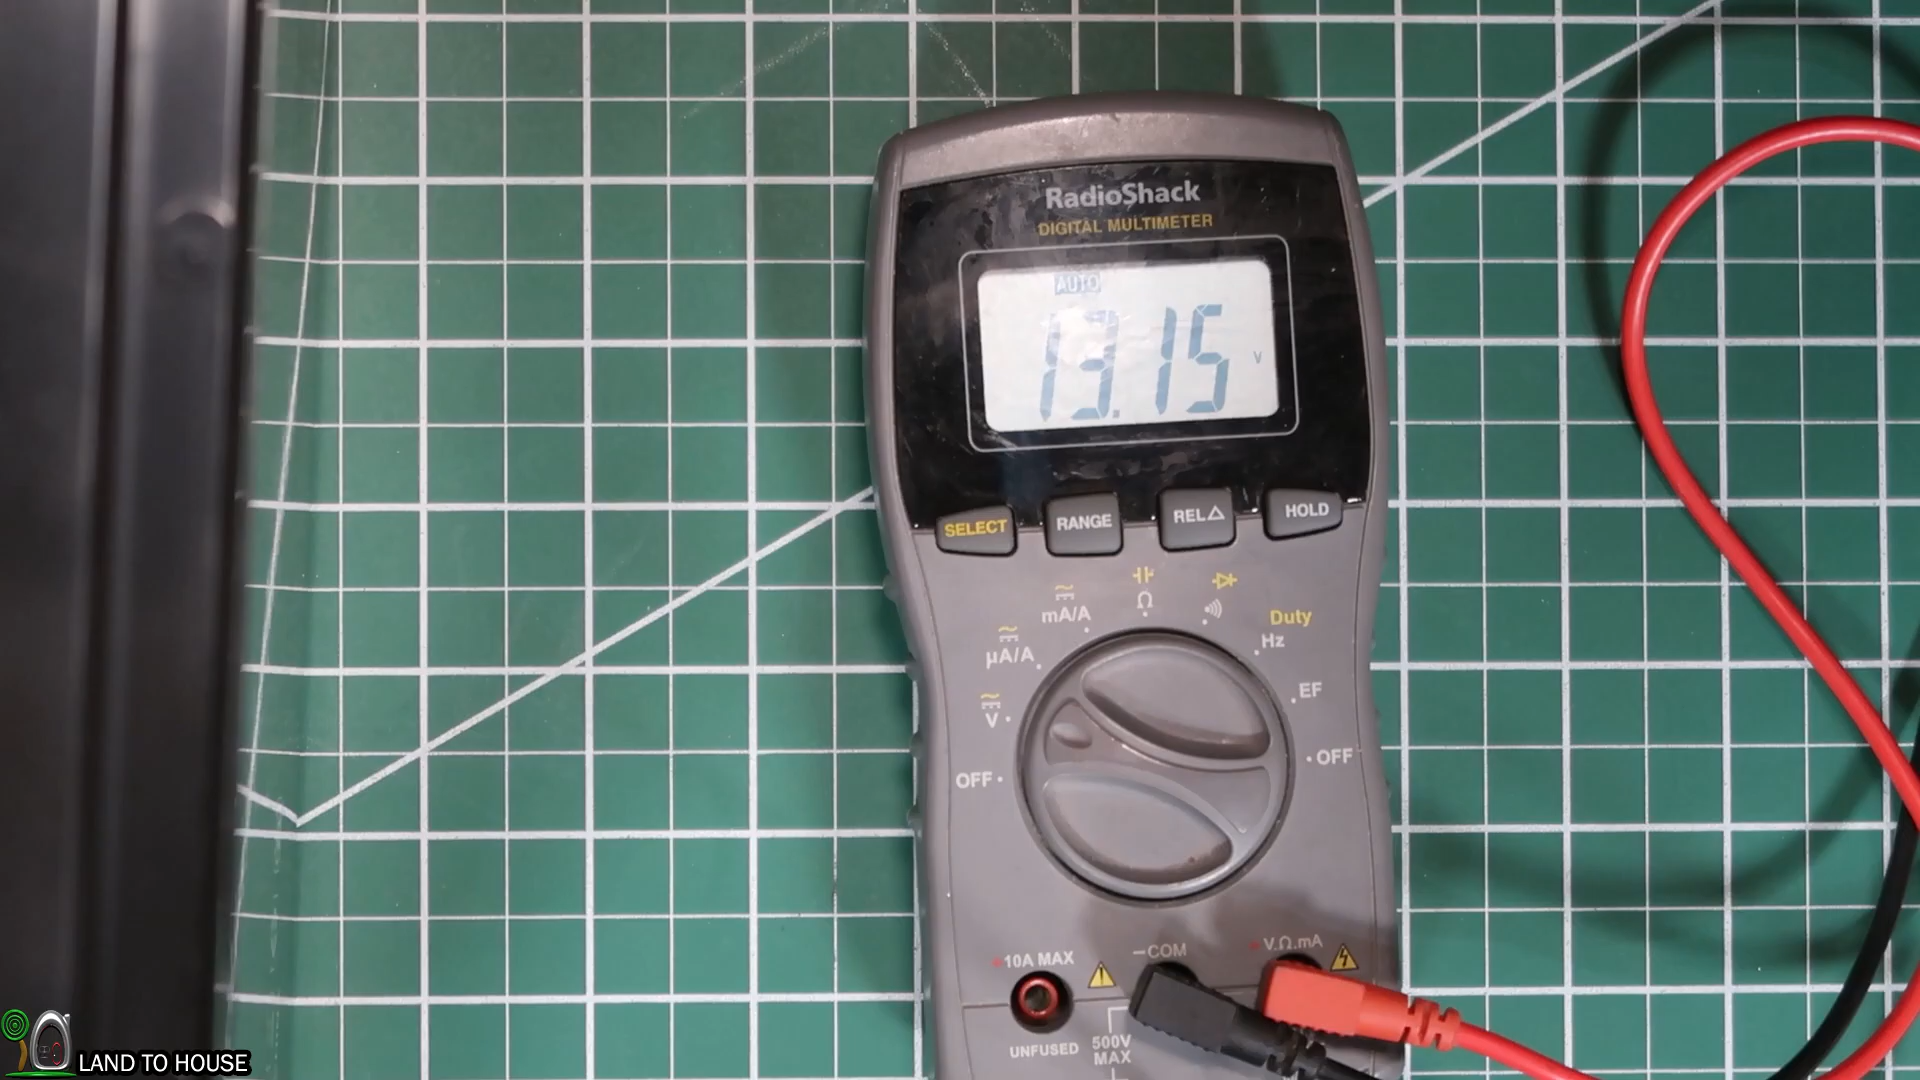 RadioShack
DIGITAL MULTIMETER
AUTO
13.15 V
SELECT RANGE REL△ HOLD
mA/A Ω Duty
µA/A Hz
V EF
OFF OFF
10A MAX —COM V.Ω.mA
UNFUSED 500V
MAX
LAND TO HOUSE